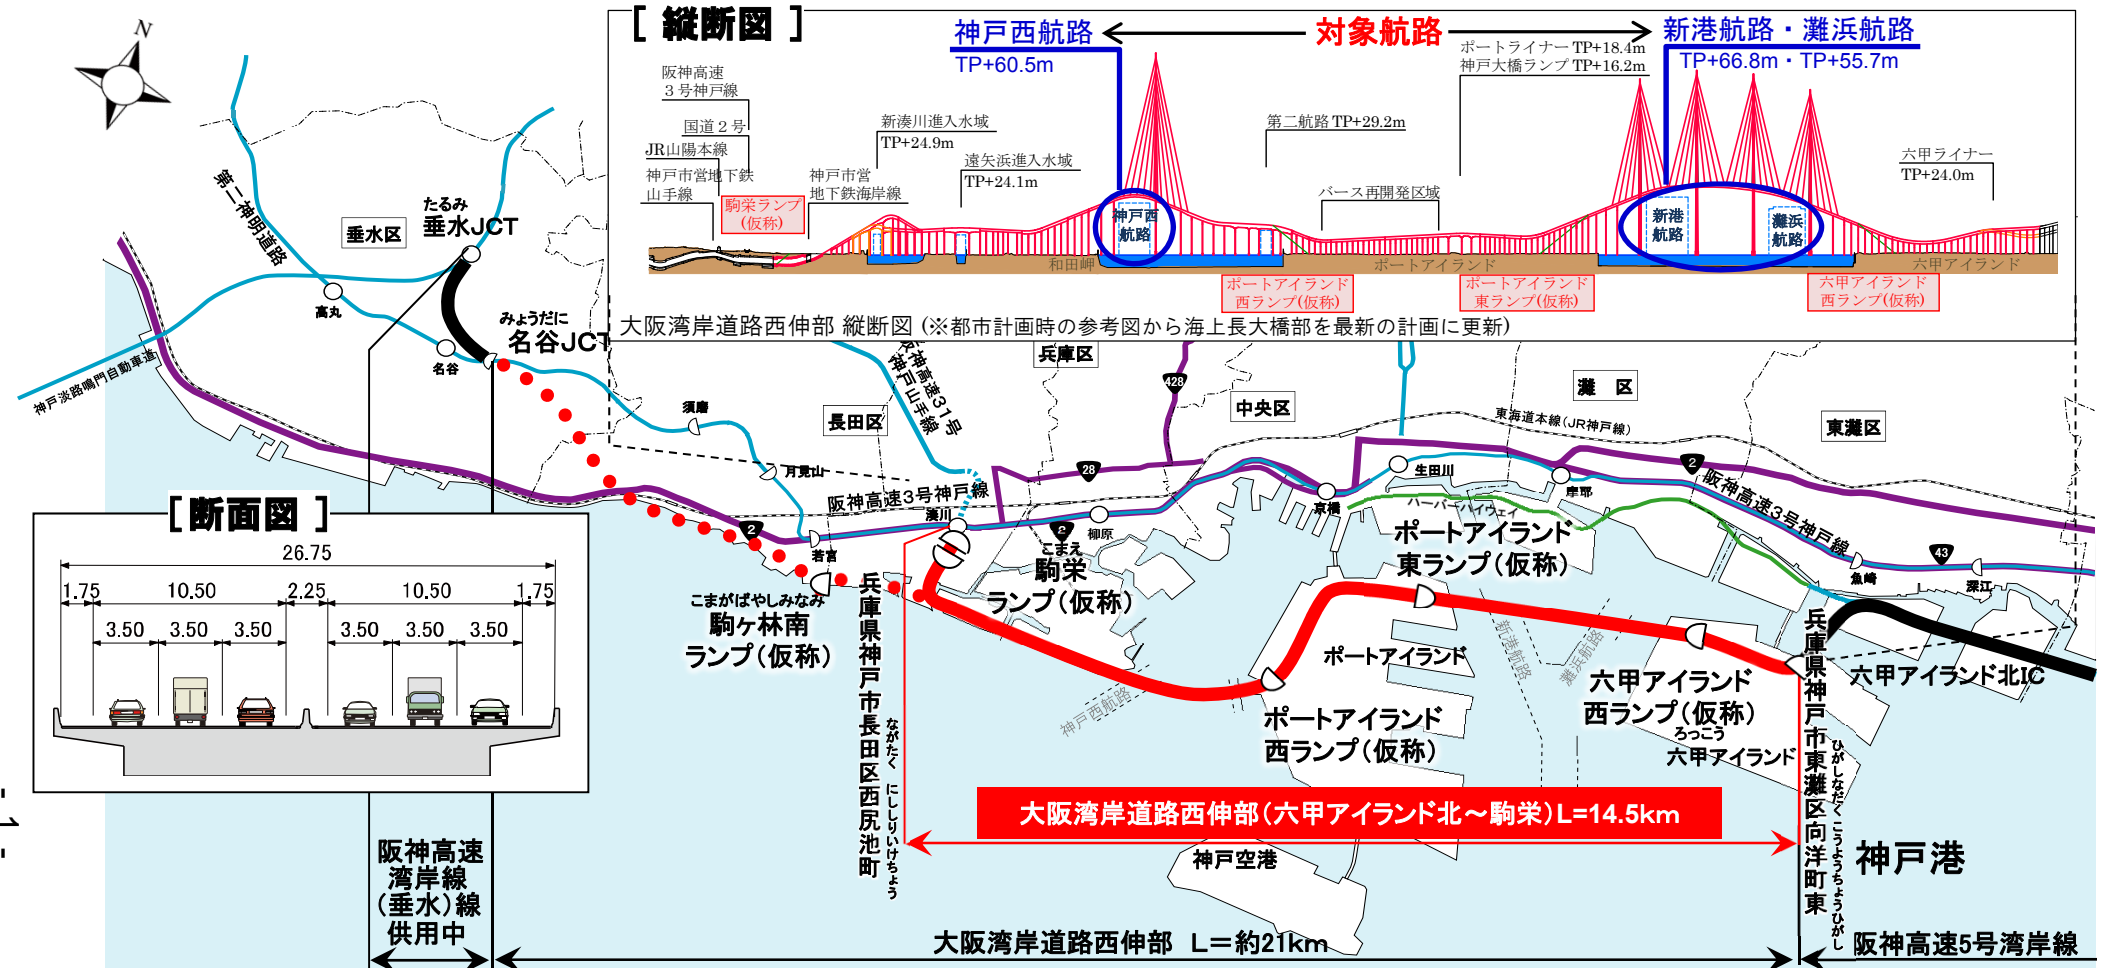 [ 縦断図 ]
神戸西航路
TP+60.5m
対象航路
新港航路・灘浜航路
TP+66.8m・TP+55.7m
ポートライナー TP+18.4m
神戸大橋ランプ TP+16.2m
阪神高速
3号神戸線
国道2号
JR山陽本線
神戸市営地下鉄
山手線
駒栄ランプ
(仮称)
神戸市営
地下鉄海岸線
新湊川進入水域
TP+24.9m
遠矢浜進入水域
TP+24.1m
第二航路 TP+29.2m
バース再開発区域
六甲ライナー
TP+24.0m
神戸西
航路
新港
航路
灘浜
航路
和田岬
ポートアイランド
六甲アイランド
ポートアイランド
西ランプ(仮称)
ポートアイランド
東ランプ(仮称)
六甲アイランド
西ランプ(仮称)
大阪湾岸道路西伸部 縦断図 (※都市計画時の参考図から海上長大橋部を最新の計画に更新)
N
第二神明道路
垂水区
たるみ
垂水JCT
高丸
名谷
みょうだに
名谷JCT
神戸淡路鳴門自動車道
須磨
月見山
長田区
阪神高速31号
神戸山手線
兵庫区
428
中央区
灘 区
東灘区
東海道本線(JR神戸線)
28
2
阪神高速3号神戸線
湊川
柳原
京橋
生田川
摩耶
ハーバーハイウェイ
阪神高速3号神戸線
2
若宮
2
43
魚崎
深江
[ 断面図 ]
26.75
1.75
10.50
2.25
10.50
1.75
3.50
3.50
3.50
3.50
3.50
3.50
こまえ
駒栄
ランプ(仮称)
こまがばやしみなみ
駒ヶ林南
ランプ(仮称)
ポートアイランド
東ランプ(仮称)
ポートアイランド
ポートアイランド
西ランプ(仮称)
神戸西航路
新港航路
灘浜航路
六甲アイランド
西ランプ(仮称)
ろっこう
六甲アイランド
六甲アイランド北IC
兵庫県神戸市長田区西尻池町
ながたく にししりいけちょう
兵庫県神戸市東灘区向洋町東
ひがしなだく こうようちょうひがし
大阪湾岸道路西伸部(六甲アイランド北～駒栄)L=14.5km
神戸空港
神戸港
阪神高速
湾岸線
(垂水)線
供用中
大阪湾岸道路西伸部 L=約21km
阪神高速5号湾岸線
- 1 -